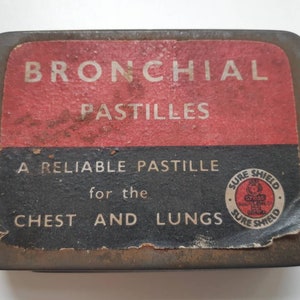 BRONCHIAL
PASTILLES
A RELIABLE PASTILLE
for the
CHEST AND LUNGS
SURE SHIELD
SURE SHIELD